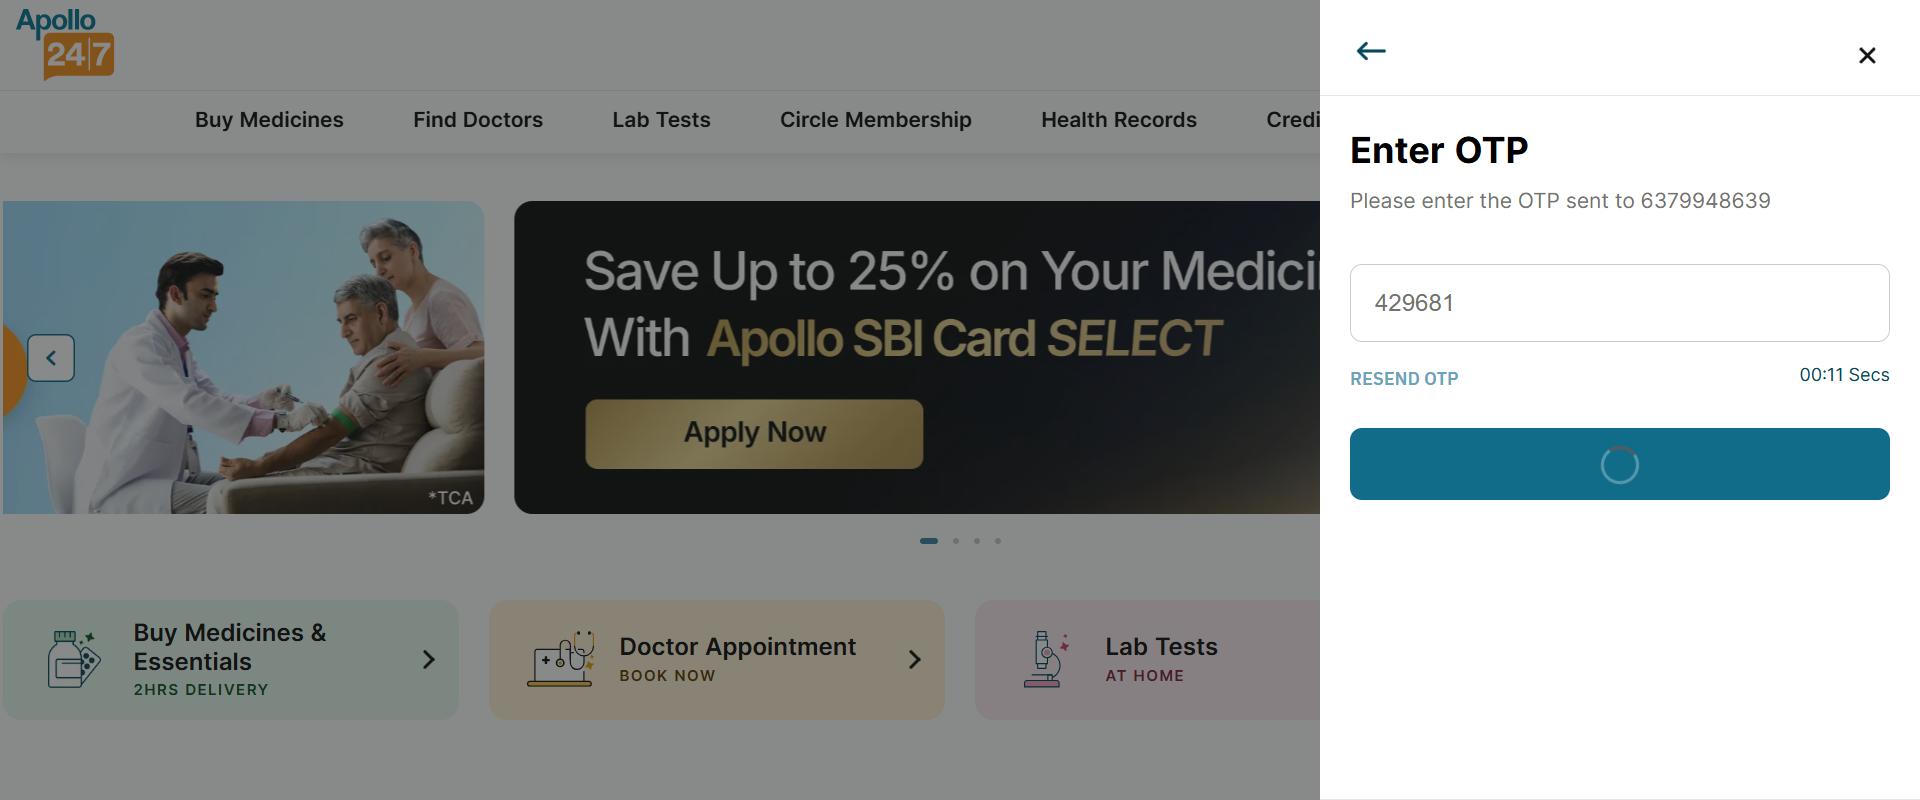 Apollo
24|7
Buy Medicines
Find Doctors
Lab Tests
Circle Membership
Health Records
*TCA
Save Up to 25% on Your
With Apollo SBI Card SELECT
Apply Now
Buy Medicines &
Essentials
2HRS DELIVERY
Doctor Appointment
BOOK NOW
Lab Tests
AT HOME
Enter OTP
Please enter the OTP sent to 6379948639
429681
RESEND OTP
00:11 Secs